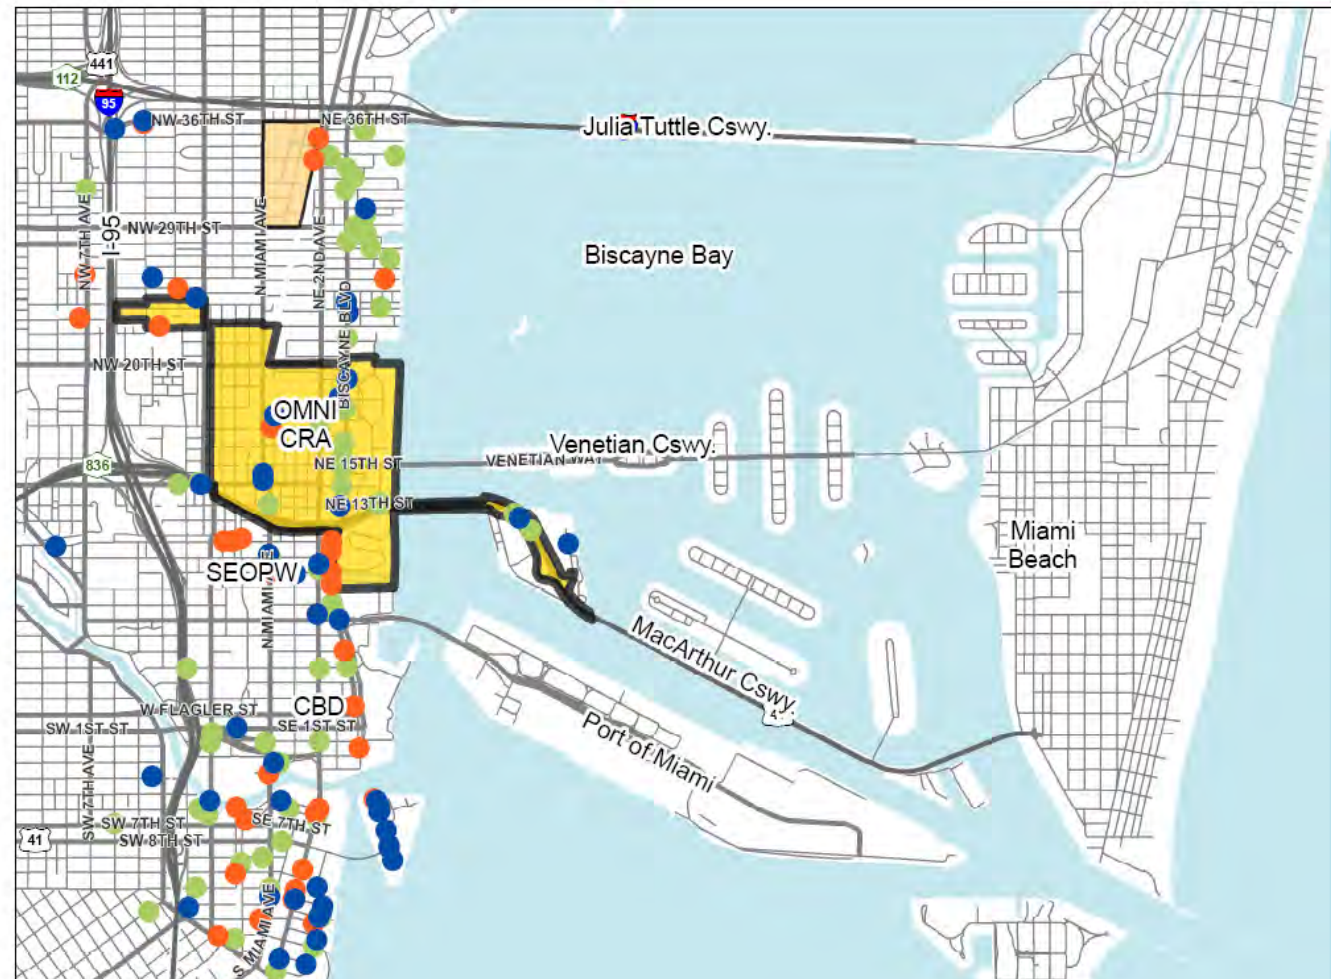 441
112
95
NW 36TH ST
NE 36TH ST
Julia Tuttle Cswy.
NW 7TH AVE
I-95
NW 29TH ST
N MIAMI AVE
NE 2ND AVE
Biscayne Bay
BISCAYNE BLVD
NW 20TH ST
OMNI
CRA
Venetian Cswy.
836
NE 15TH ST
VENETIAN WAY
NE 13TH ST
Miami
Beach
SEOPW
N MIAMI AVE
MacArthur Cswy.
W FLAGLER ST
CBD
SW 1ST ST
SE 1ST ST
4
Port of Miami
SW 7TH AVE
SW 7TH ST
SE 7TH ST
41
SW 8TH ST
S MIAMI AVE